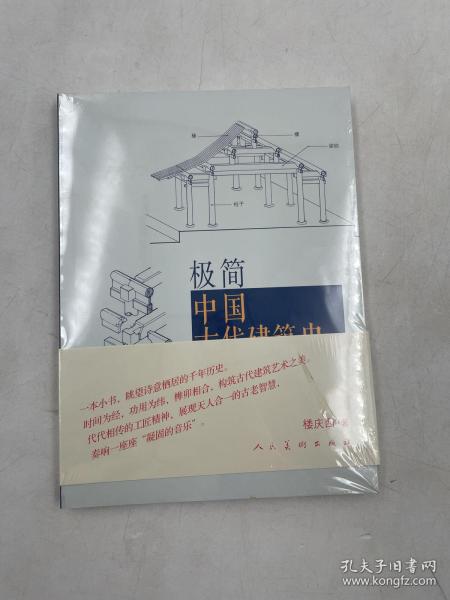 椽
檩
梁架
柱子
极简
中国
古代建筑史
一本小书，眺望诗意栖居的千年历史。
时间为经，功用为纬，榫卯相合，构筑古代建筑艺术之美。
代代相传的工匠精神，展现天人合一的古老智慧，
奏响一座座“凝固的音乐”。
楼庆西 著
人民美术出版社
孔夫子旧书网
www.kongfz.com